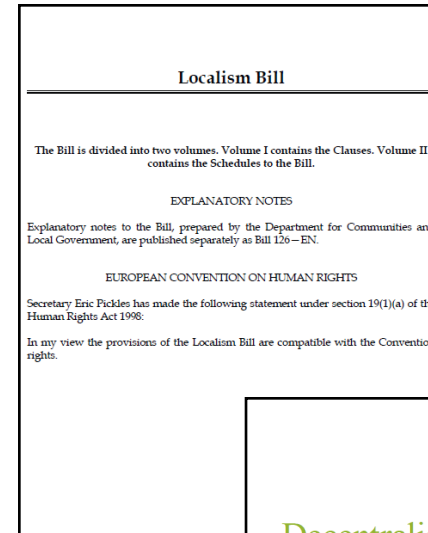 Localism Bill
The Bill is divided into two volumes. Volume I contains the Clauses. Volume II
contains the Schedules to the Bill.
EXPLANATORY NOTES
Explanatory notes to the Bill, prepared by the Department for Communities an
Local Government, are published separately as Bill 126—EN.
EUROPEAN CONVENTION ON HUMAN RIGHTS
Secretary Eric Pickles has made the following statement under section 19(1)(a) of th
Human Rights Act 1998:
In my view the provisions of the Localism Bill are compatible with the Conventio
rights.
Decentrali